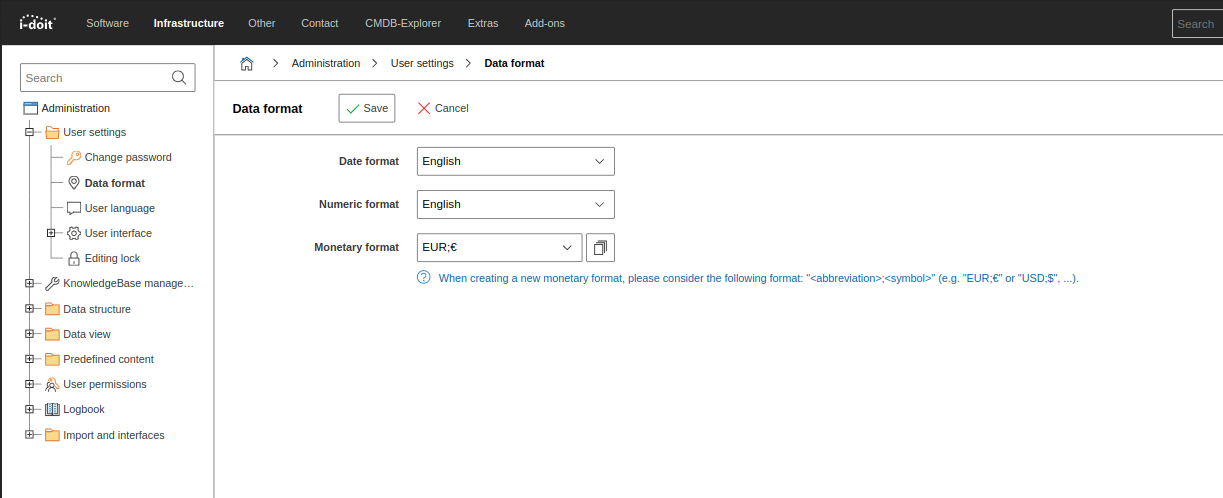 i-doit Software Infrastructure Other Contact CMDB-Explorer Extras Add-ons Search
Search
Administration
User settings
Change password
Data format
User language
User interface
Editing lock
KnowledgeBase manage…
Data structure
Data view
Predefined content
User permissions
Logbook
Import and interfaces
Administration User settings Data format
Data format Save Cancel
Date format English
Numeric format English
Monetary format EUR;€
When creating a new monetary format, please consider the following format: "<abbreviation>;<symbol>" (e.g. "EUR;€" or "USD;$", ...).